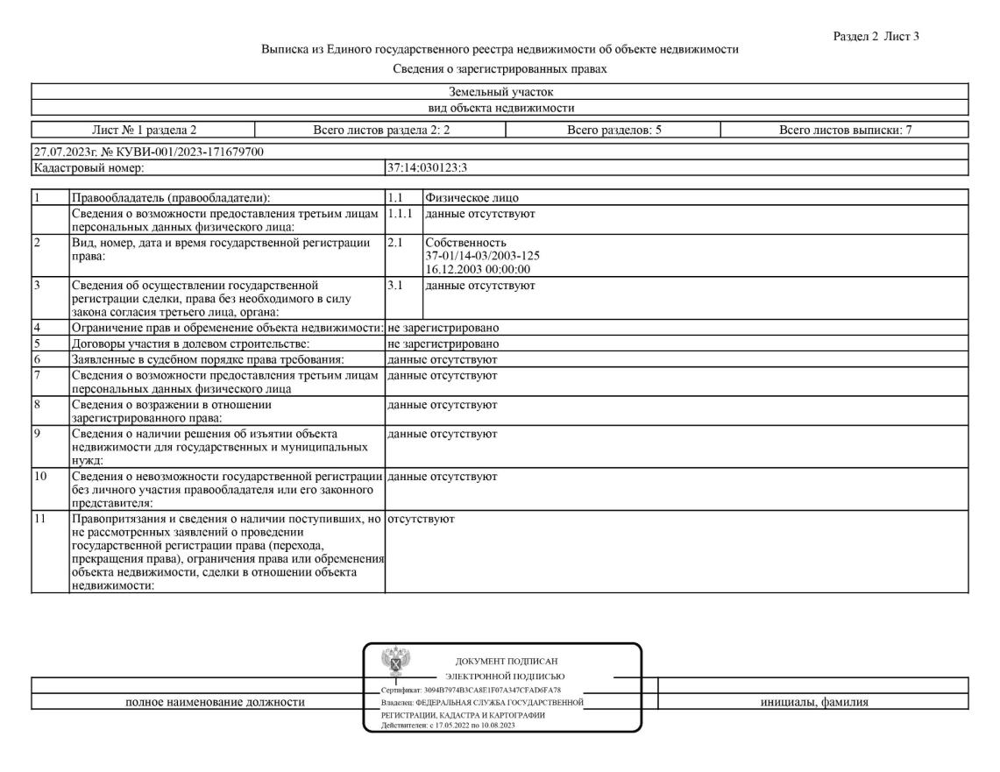 Раздел 2 Лист 3
Выписка из Единого государственного реестра недвижимости об объекте недвижимости
Сведения о зарегистрированных правах
Земельный участок
вид объекта недвижимости
Лист № 1 раздела 2 Всего листов раздела 2: 2 Всего разделов: 5 Всего листов выписки: 7
27.07.2023г. № КУВИ-001/2023-171679700
Кадастровый номер: 37:14:030123:3
1 Правообладатель (правообладатели): 1.1 Физическое лицо
Сведения о возможности предоставления третьим лицам 1.1.1 данные отсутствуют
персональных данных физического лица:
2 Вид, номер, дата и время государственной регистрации 2.1 Собственность
права: 37-01/14-03/2003-125
16.12.2003 00:00:00
3 Сведения об осуществлении государственной 3.1 данные отсутствуют
регистрации сделки, права без необходимого в силу
закона согласия третьего лица, органа:
4 Ограничение прав и обременение объекта недвижимости: не зарегистрировано
5 Договоры участия в долевом строительстве: не зарегистрировано
6 Заявленные в судебном порядке права требования: данные отсутствуют
7 Сведения о возможности предоставления третьим лицам данные отсутствуют
персональных данных физического лица
8 Сведения о возражении в отношении данные отсутствуют
зарегистрированного права:
9 Сведения о наличии решения об изъятии объекта данные отсутствуют
недвижимости для государственных и муниципальных
нужд:
10 Сведения о невозможности государственной регистрации данные отсутствуют
без личного участия правообладателя или его законного
представителя:
11 Правопритязания и сведения о наличии поступивших, но отсутствуют
не рассмотренных заявлений о проведении
государственной регистрации права (перехода,
прекращения права), ограничения права или обременения
объекта недвижимости, сделки в отношении объекта
недвижимости:
ДОКУМЕНТ ПОДПИСАН
ЭЛЕКТРОННОЙ ПОДПИСЬЮ
Сертификат: 3094B7974B3CA8E1F07A347CFAD6FA78
полное наименование должности Владелец: ФЕДЕРАЛЬНАЯ СЛУЖБА ГОСУДАРСТВЕННОЙ инициалы, фамилия
РЕГИСТРАЦИИ, КАДАСТРА И КАРТОГРАФИИ
Действителен: с 17.05.2022 по 10.08.2023